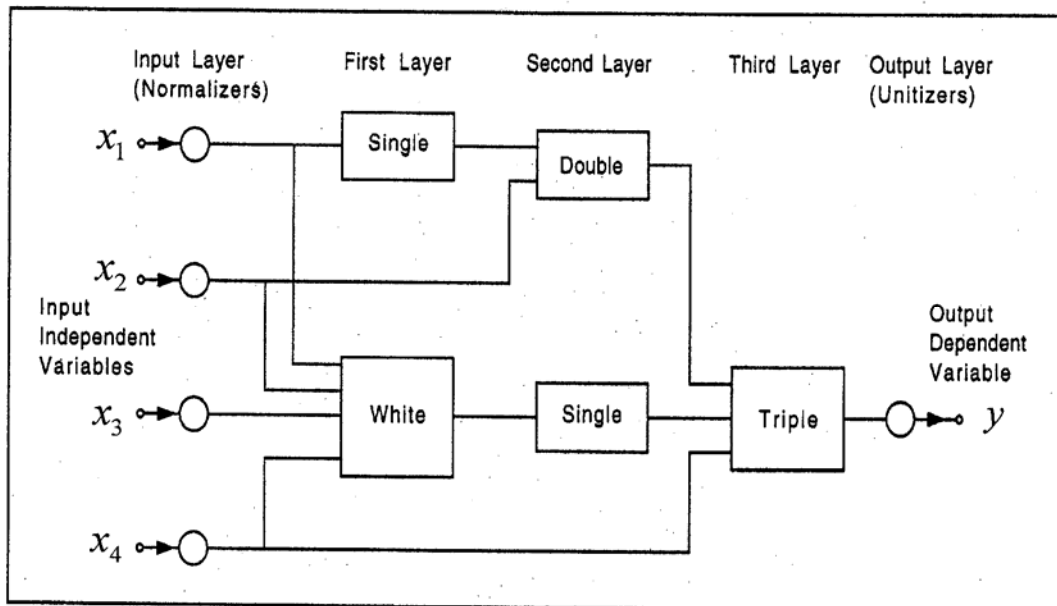 Input Layer
(Normalizers)
First Layer
Second Layer
Third Layer
Output Layer
(Unitizers)
x1
Single
Double
x2
Input
Independent
Variables
Output
Dependent
Variable
x3
White
Single
Triple
y
x4